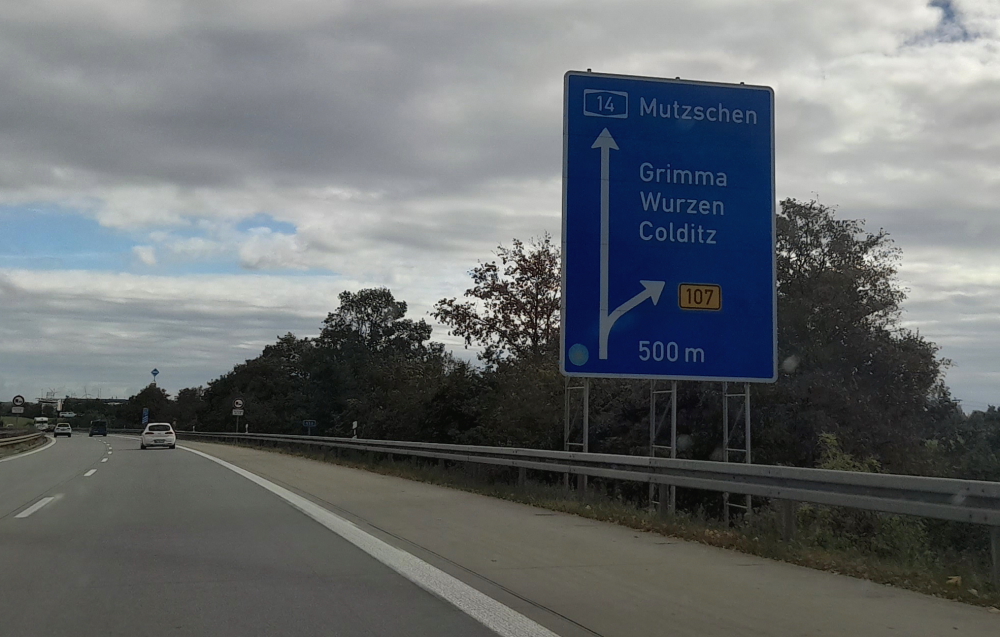 14 Mutzschen
Grimma
Wurzen
Colditz
107
500 m